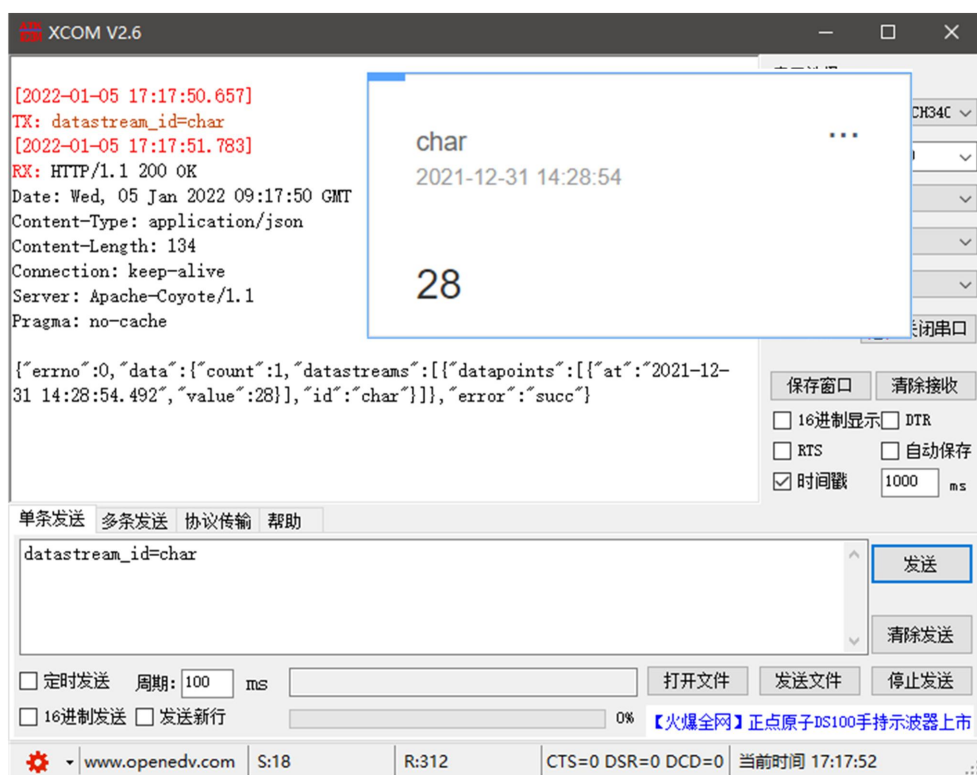 XCOM V2.6
[2022-01-05 17:17:50.657]
TX: datastream_id=char
[2022-01-05 17:17:51.783]
RX: HTTP/1.1 200 OK
Date: Wed, 05 Jan 2022 09:17:50 GMT
Content-Type: application/json
Content-Length: 134
Connection: keep-alive
Server: Apache-Coyote/1.1
Pragma: no-cache
{"errno":0,"data":{"count":1,"datastreams":[{"datapoints":[{"at":"2021-12-
31 14:28:54.492","value":28}],"id":"char"}]},"error":"succ"}
char
...
2021-12-31 14:28:54
28
CH340
关闭串口
保存窗口 清除接收
16进制显示 DTR
RTS 自动保存
时间戳 1000 ms
单条发送 多条发送 协议传输 帮助
datastream_id=char
发送
清除发送
定时发送 周期: 100 ms 打开文件 发送文件 停止发送
16进制发送 发送新行 0% 【火爆全网】正点原子DS100手持示波器上市
www.openedv.com S:18 R:312 CTS=0 DSR=0 DCD=0 当前时间 17:17:52